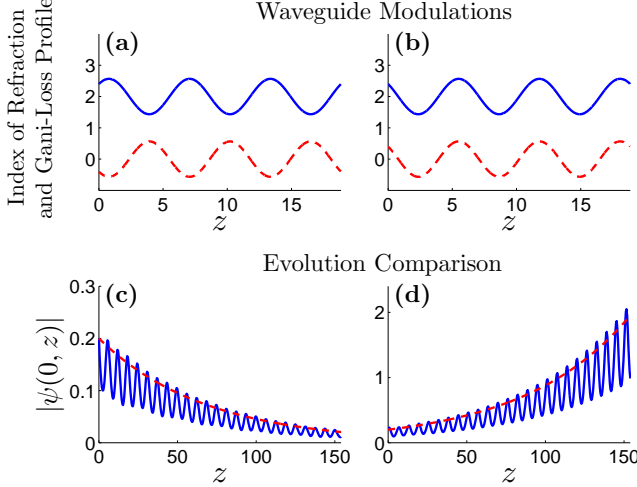 Waveguide Modulations
Index of Refraction
and Gani-Loss Profile
(a)
3
2
1
0
0 5 10 15
z
(b)
3
2
1
0
0 5 10 15
z
Evolution Comparison
|ψ(0, z)|
(c)
0.3
0.2
0.1
0
0 50 100 150
z
(d)
2
1
0
0 50 100 150
z